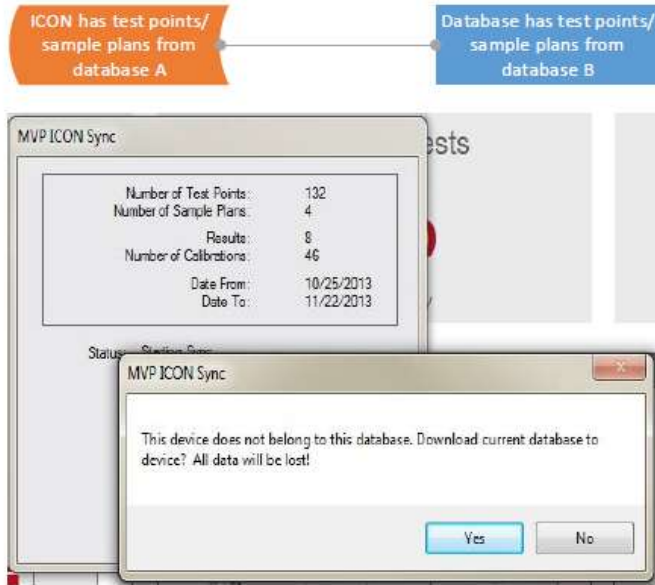 ICON has test points/
sample plans from
database A
Database has test points/
sample plans from
database B
MVP ICON Sync
ests
Number of Test Points: 132
Number of Sample Plans: 4
Results: 8
Number of Calibrations: 46
Date From: 10/25/2013
Date To: 11/22/2013
Status: Starting Sync
MVP ICON Sync
This device does not belong to this database. Download current database to
device? All data will be lost!
Yes No